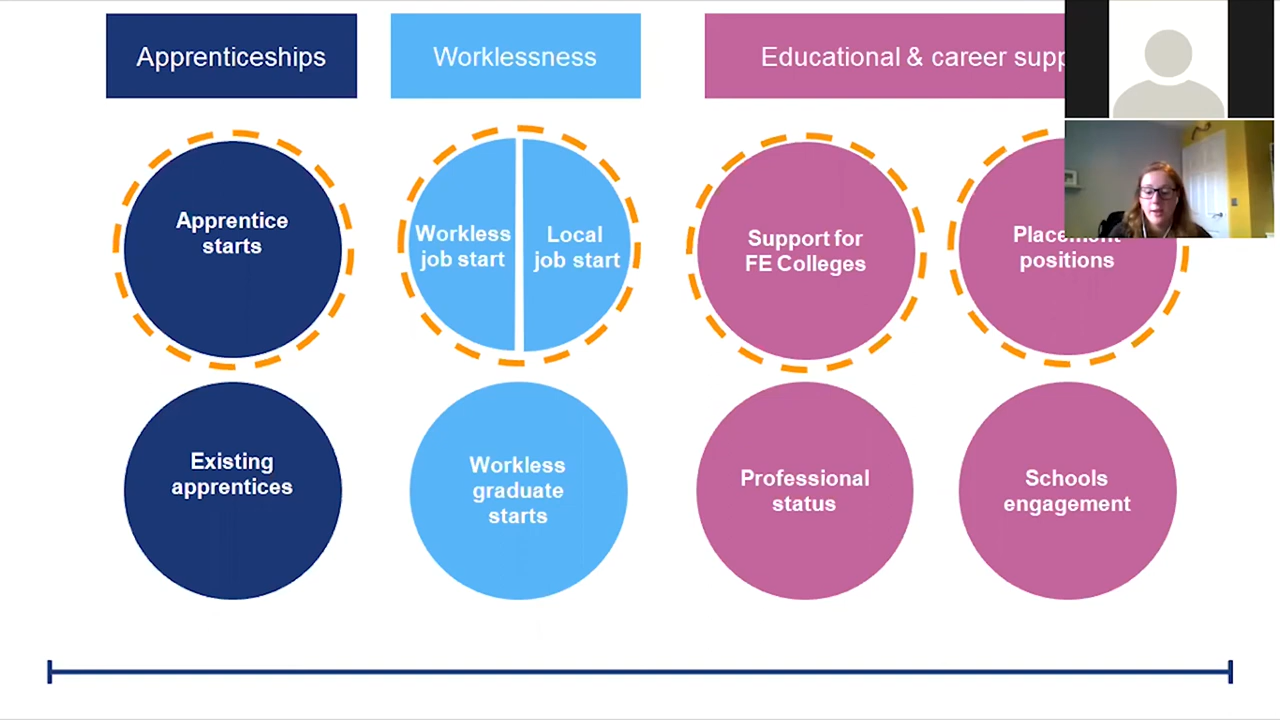 Apprenticeships
Worklessness
Educational & career supp
Apprentice
starts
Workless
job start
Local
job start
Support for
FE Colleges
Placement
positions
Existing
apprentices
Workless
graduate
starts
Professional
status
Schools
engagement